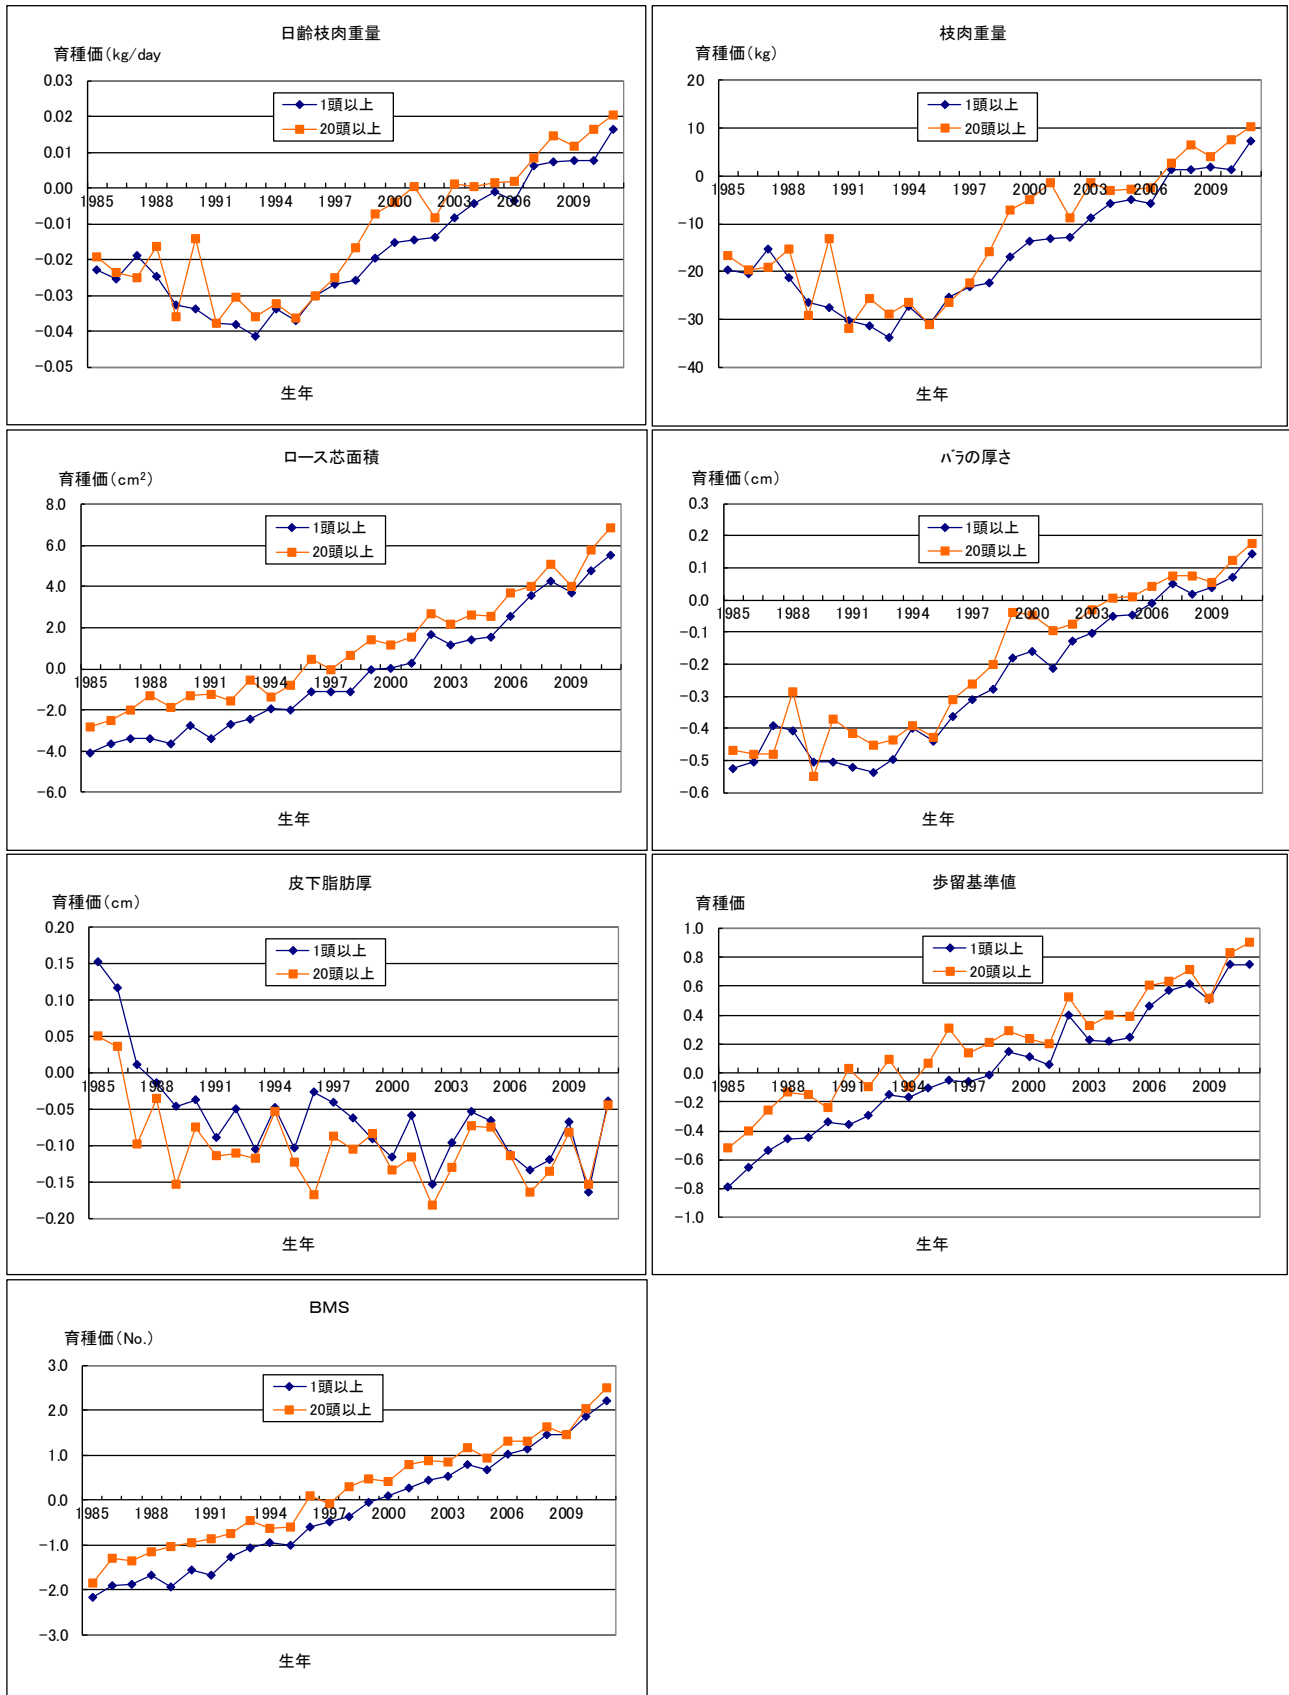 日齢枝肉重量
育種価(kg/day
1頭以上
20頭以上
0.03
0.02
0.01
0.00
-0.01
-0.02
-0.03
-0.04
-0.05
1985 1988 1991 1994 1997 2000 2003 2006 2009
生年
枝肉重量
育種価(kg)
1頭以上
20頭以上
20
10
0
-10
-20
-30
-40
1985 1988 1991 1994 1997 2000 2003 2006 2009
生年
ロース芯面積
育種価(cm²)
1頭以上
20頭以上
8.0
6.0
4.0
2.0
0.0
-2.0
-4.0
-6.0
1985 1988 1991 1994 1997 2000 2003 2006 2009
生年
バラの厚さ
育種価(cm)
1頭以上
20頭以上
0.3
0.2
0.1
0.0
-0.1
-0.2
-0.3
-0.4
-0.5
-0.6
1985 1988 1991 1994 1997 2000 2003 2006 2009
生年
皮下脂肪厚
育種価(cm)
1頭以上
20頭以上
0.20
0.15
0.10
0.05
0.00
-0.05
-0.10
-0.15
-0.20
1985 1988 1991 1994 1997 2000 2003 2006 2009
生年
歩留基準値
育種価
1頭以上
20頭以上
1.0
0.8
0.6
0.4
0.2
0.0
-0.2
-0.4
-0.6
-0.8
-1.0
1985 1988 1991 1994 1997 2000 2003 2006 2009
生年
BMS
育種価(No.)
1頭以上
20頭以上
3.0
2.0
1.0
0.0
-1.0
-2.0
-3.0
1985 1988 1991 1994 1997 2000 2003 2006 2009
生年